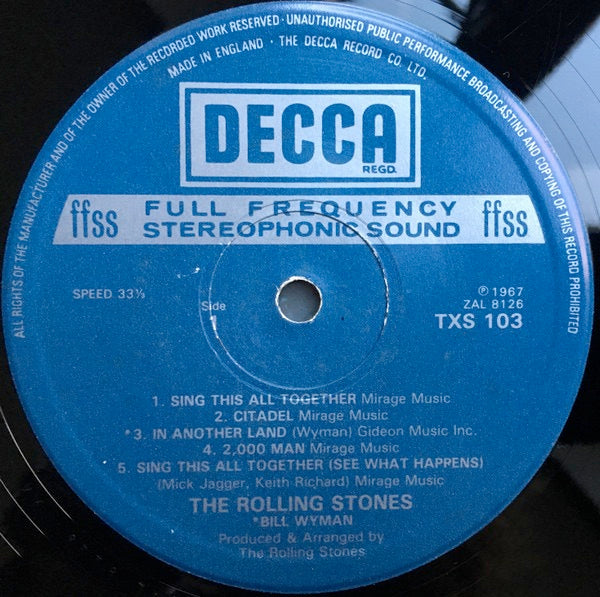 ALL RIGHTS OF THE MANUFACTURER AND OF THE OWNER OF THE RECORDED WORK RESERVED · UNAUTHORISED PUBLIC PERFORMANCE BROADCASTING AND COPYING OF THIS RECORD PROHIBITED
MADE IN ENGLAND · THE DECCA RECORD CO. LTD.
DECCA
REGD.
ffss FULL FREQUENCY ffss
STEREOPHONIC SOUND
SPEED 33⅓
Side
℗ 1967
ZAL 8126
TXS 103
1. SING THIS ALL TOGETHER Mirage Music
2. CITADEL Mirage Music
*3. IN ANOTHER LAND (Wyman) Gideon Music Inc.
4. 2,000 MAN Mirage Music
5. SING THIS ALL TOGETHER (SEE WHAT HAPPENS)
(Mick Jagger, Keith Richard) Mirage Music
THE ROLLING STONES
*BILL WYMAN
Produced & Arranged by
The Rolling Stones